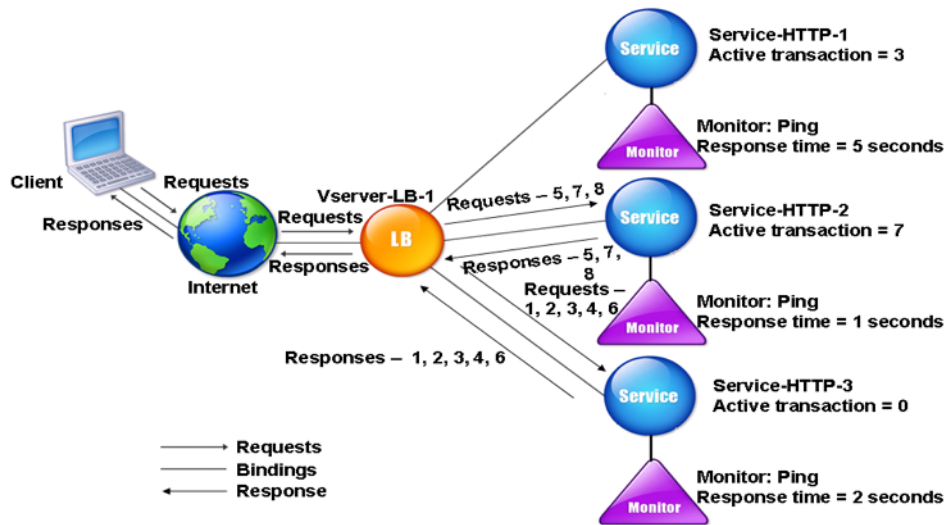 Service
Service-HTTP-1
Active transaction = 3
Monitor
Monitor: Ping
Response time = 5 seconds
Client
Requests
Responses
Internet
Vserver-LB-1
Requests
LB
Responses
Requests – 5, 7, 8
Service
Service-HTTP-2
Active transaction = 7
Responses – 5, 7,
8
Requests –
1, 2, 3, 4, 6
Monitor
Monitor: Ping
Response time = 1 seconds
Responses – 1, 2, 3, 4, 6
Service
Service-HTTP-3
Active transaction = 0
Monitor
Monitor: Ping
Response time = 2 seconds
Requests
Bindings
Response